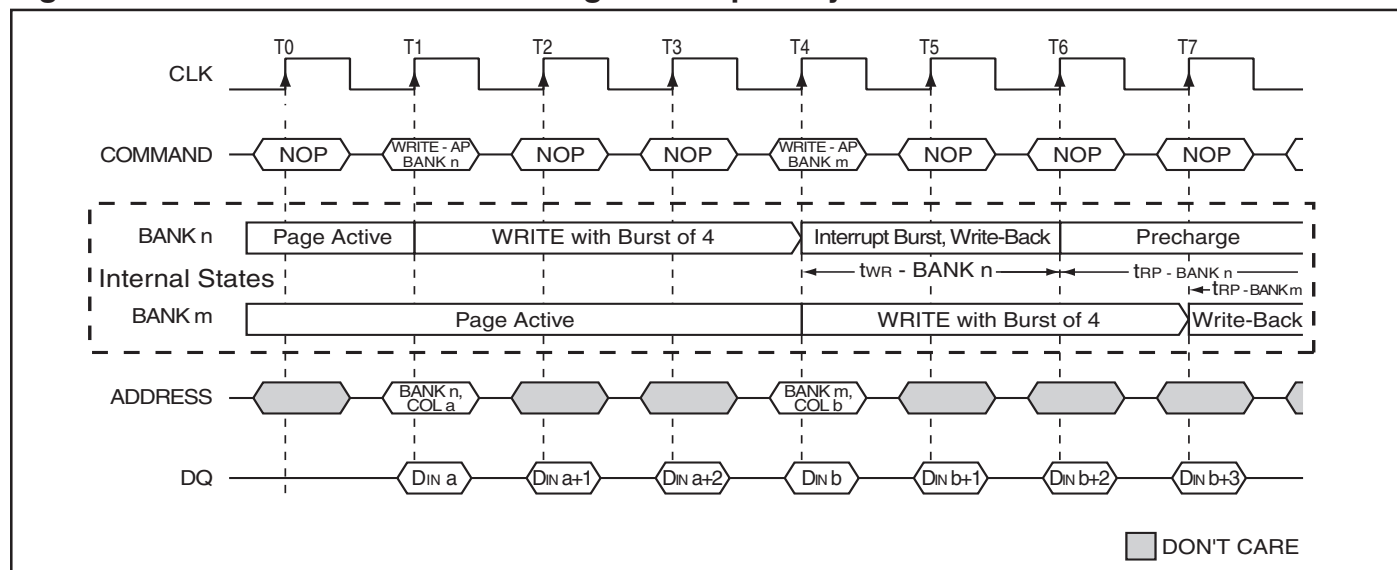 T0 T1 T2 T3 T4 T5 T6 T7
CLK
COMMAND NOP WRITE - AP BANK n NOP NOP WRITE - AP BANK m NOP NOP NOP
BANK n Page Active WRITE with Burst of 4 Interrupt Burst, Write-Back Precharge
tWR - BANK n tRP - BANK n
Internal States
tRP - BANK m
BANK m Page Active WRITE with Burst of 4 Write-Back
ADDRESS BANK n, COL a BANK m, COL b
DQ DIN a DIN a+1 DIN a+2 DIN b DIN b+1 DIN b+2 DIN b+3
DON'T CARE